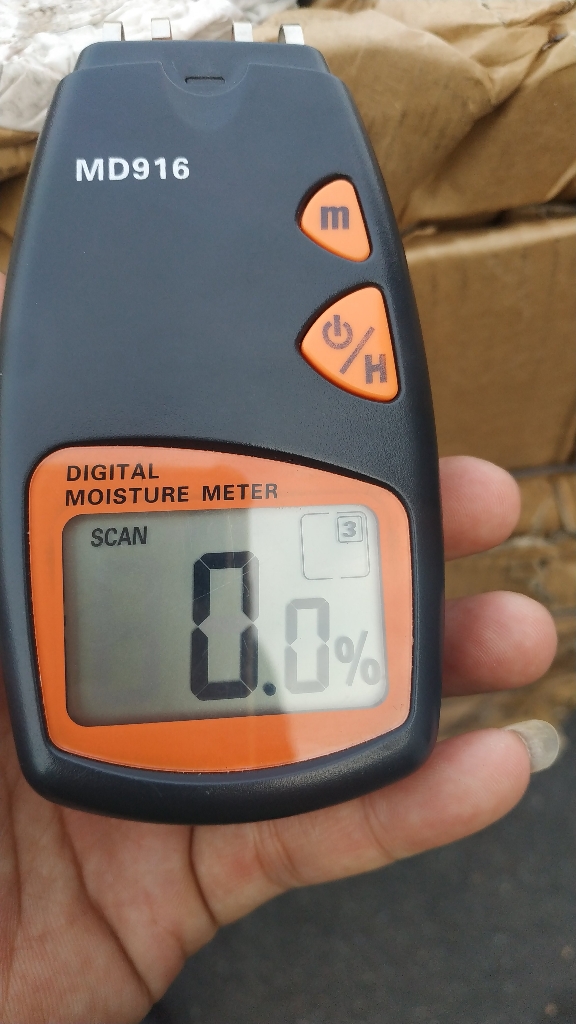 MD916
m
⏻/H
DIGITAL
MOISTURE METER
SCAN
3
0.0%